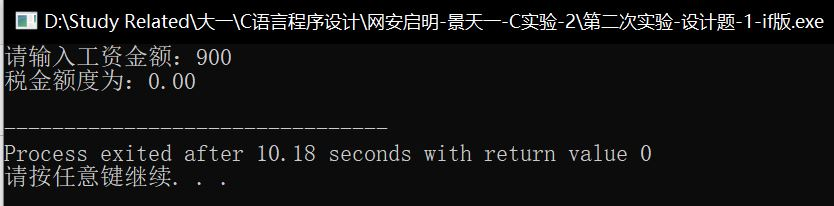 D:\Study Related\大一\C语言程序设计\网安启明-景天一-C实验-2\第二次实验-设计题-1-if版.exe
请输入工资金额：900
税金额度为：0.00
--------------------------------
Process exited after 10.18 seconds with return value 0
请按任意键继续. . .